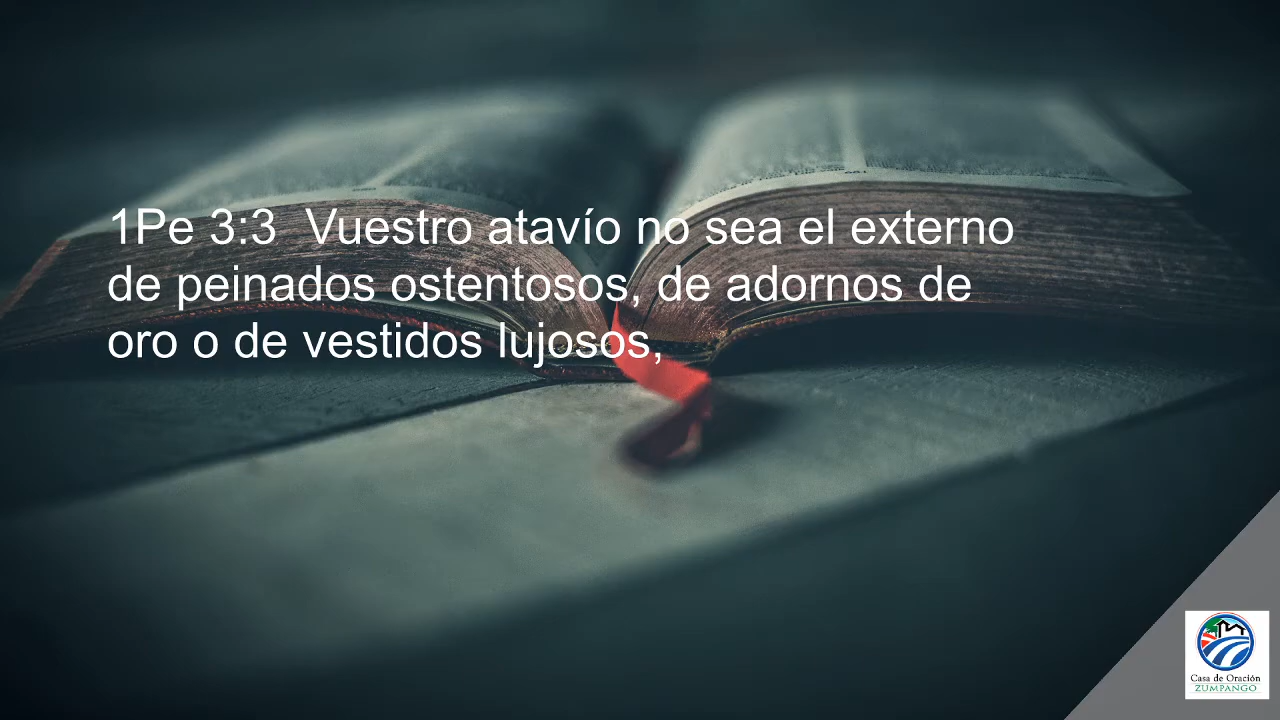 1Pe 3:3  Vuestro atavío no sea el externo
de peinados ostentosos, de adornos de
oro o de vestidos lujosos,
Casa de Oración
ZUMPANGO